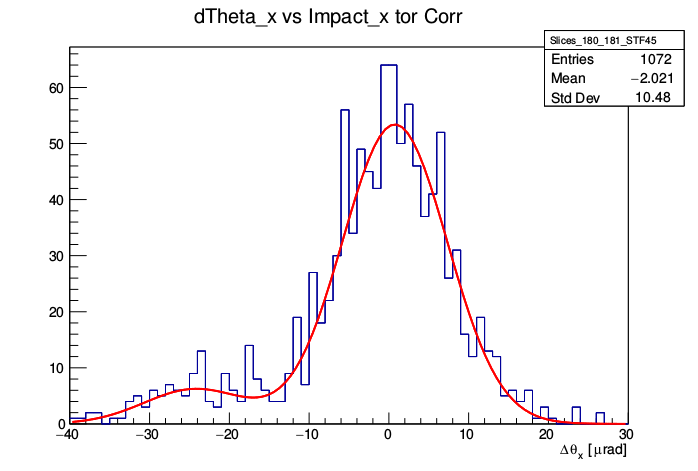 dTheta_x vs Impact_x tor Corr
Slices_180_181_STF45
Entries 1072
Mean −2.021
Std Dev 10.48
60
50
40
30
20
10
0
−40 −30 −20 −10 0 10 20 30
Δθx [μrad]